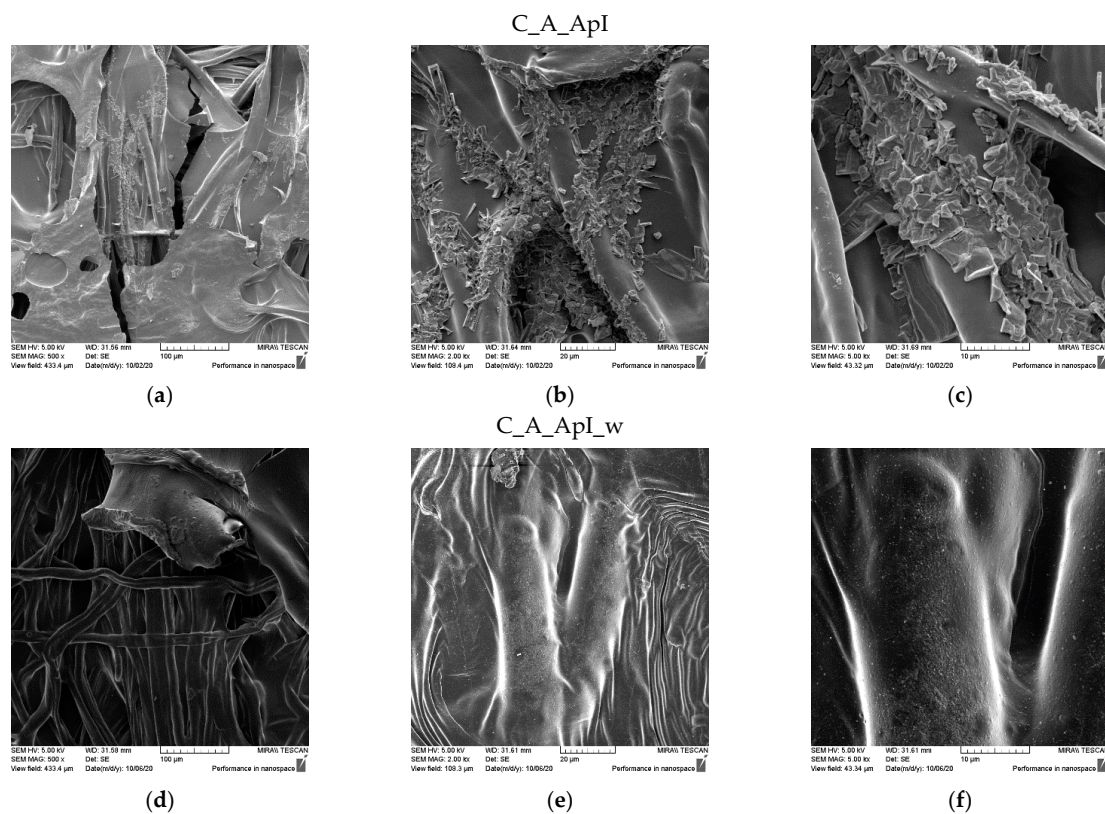 C_A_ApI
SEM HV: 5.00 kV WD: 31.56 mm MIRA\\ TESCAN
SEM MAG: 500 x Det: SE 100 µm
View field: 433.4 µm Date(m/d/y): 10/02/20 Performance in nanospace
SEM HV: 5.00 kV WD: 31.64 mm MIRA\\ TESCAN
SEM MAG: 2.00 kx Det: SE 20 µm
View field: 109.4 µm Date(m/d/y): 10/02/20 Performance in nanospace
SEM HV: 5.00 kV WD: 31.69 mm MIRA\\ TESCAN
SEM MAG: 5.00 kx Det: SE 10 µm
View field: 43.32 µm Date(m/d/y): 10/02/20 Performance in nanospace
(a) (b) (c)
C_A_ApI_w
SEM HV: 5.00 kV WD: 31.58 mm MIRA\\ TESCAN
SEM MAG: 500 x Det: SE 100 µm
View field: 433.4 µm Date(m/d/y): 10/06/20 Performance in nanospace
SEM HV: 5.00 kV WD: 31.61 mm MIRA\\ TESCAN
SEM MAG: 2.00 kx Det: SE 20 µm
View field: 108.3 µm Date(m/d/y): 10/06/20 Performance in nanospace
SEM HV: 5.00 kV WD: 31.61 mm MIRA\\ TESCAN
SEM MAG: 5.00 kx Det: SE 10 µm
View field: 43.34 µm Date(m/d/y): 10/06/20 Performance in nanospace
(d) (e) (f)